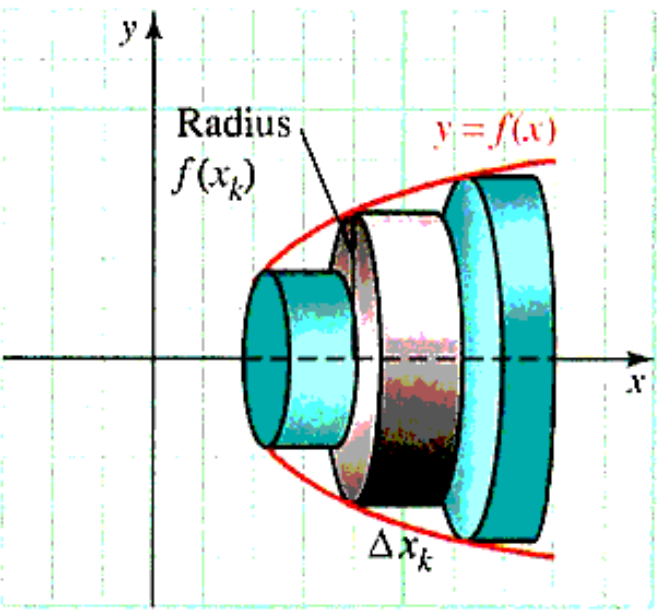 y
Radius
y = f(x)
f(x_k)
x
Δx_k